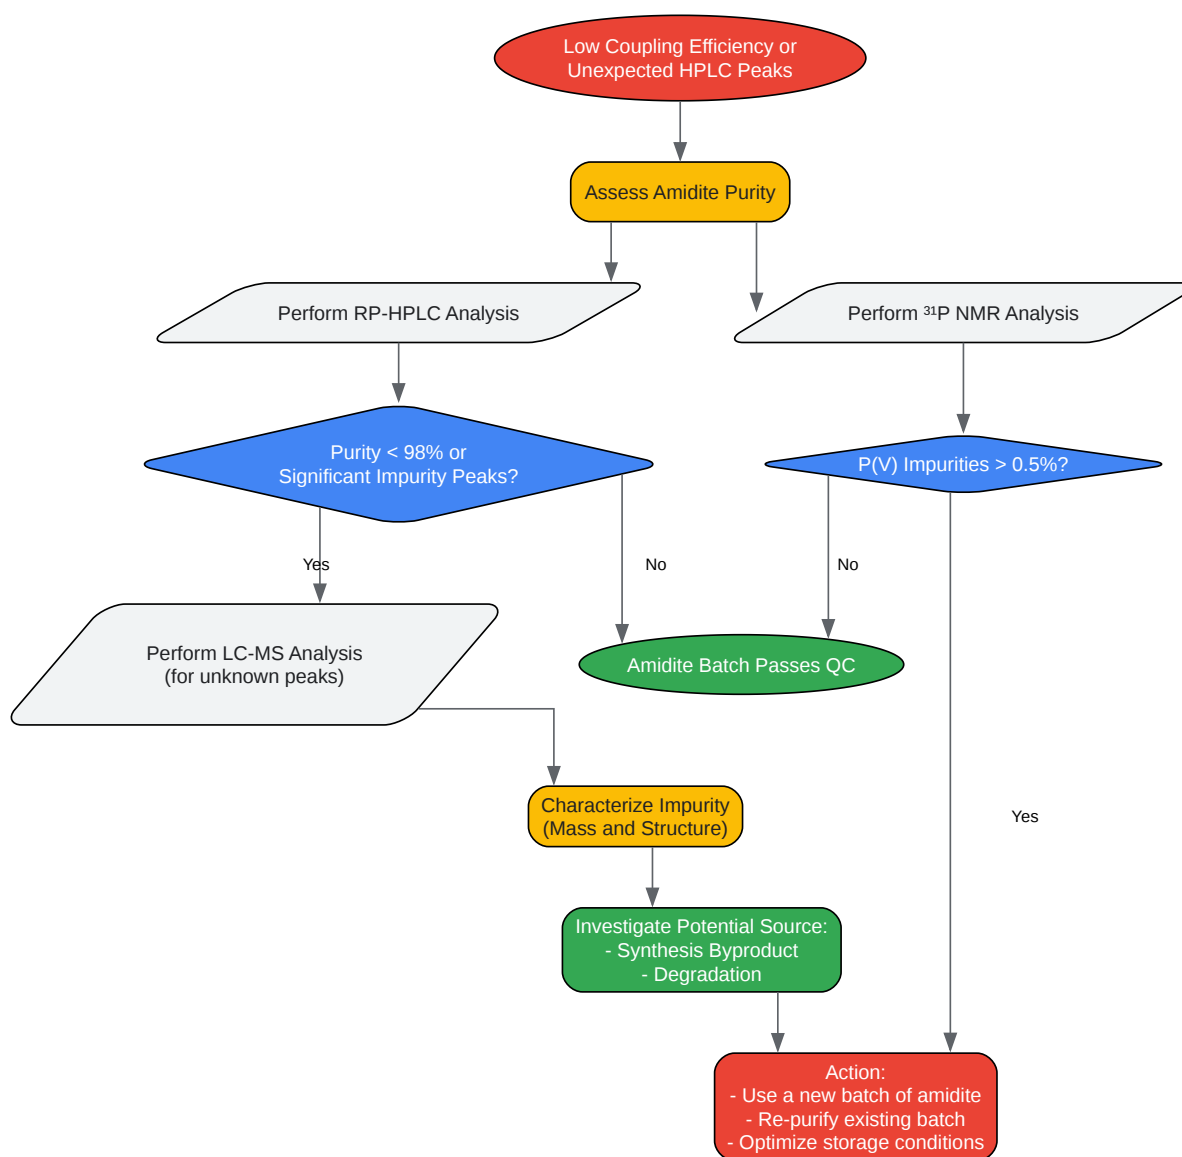 Low Coupling Efficiency or
Unexpected HPLC Peaks
Assess Amidite Purity
Perform RP-HPLC Analysis
Perform ³¹P NMR Analysis
Purity < 98% or
Significant Impurity Peaks?
P(V) Impurities > 0.5%?
Yes
No
No
Perform LC-MS Analysis
(for unknown peaks)
Amidite Batch Passes QC
Characterize Impurity
(Mass and Structure)
Yes
Investigate Potential Source:
- Synthesis Byproduct
- Degradation
Action:
- Use a new batch of amidite
- Re-purify existing batch
- Optimize storage conditions